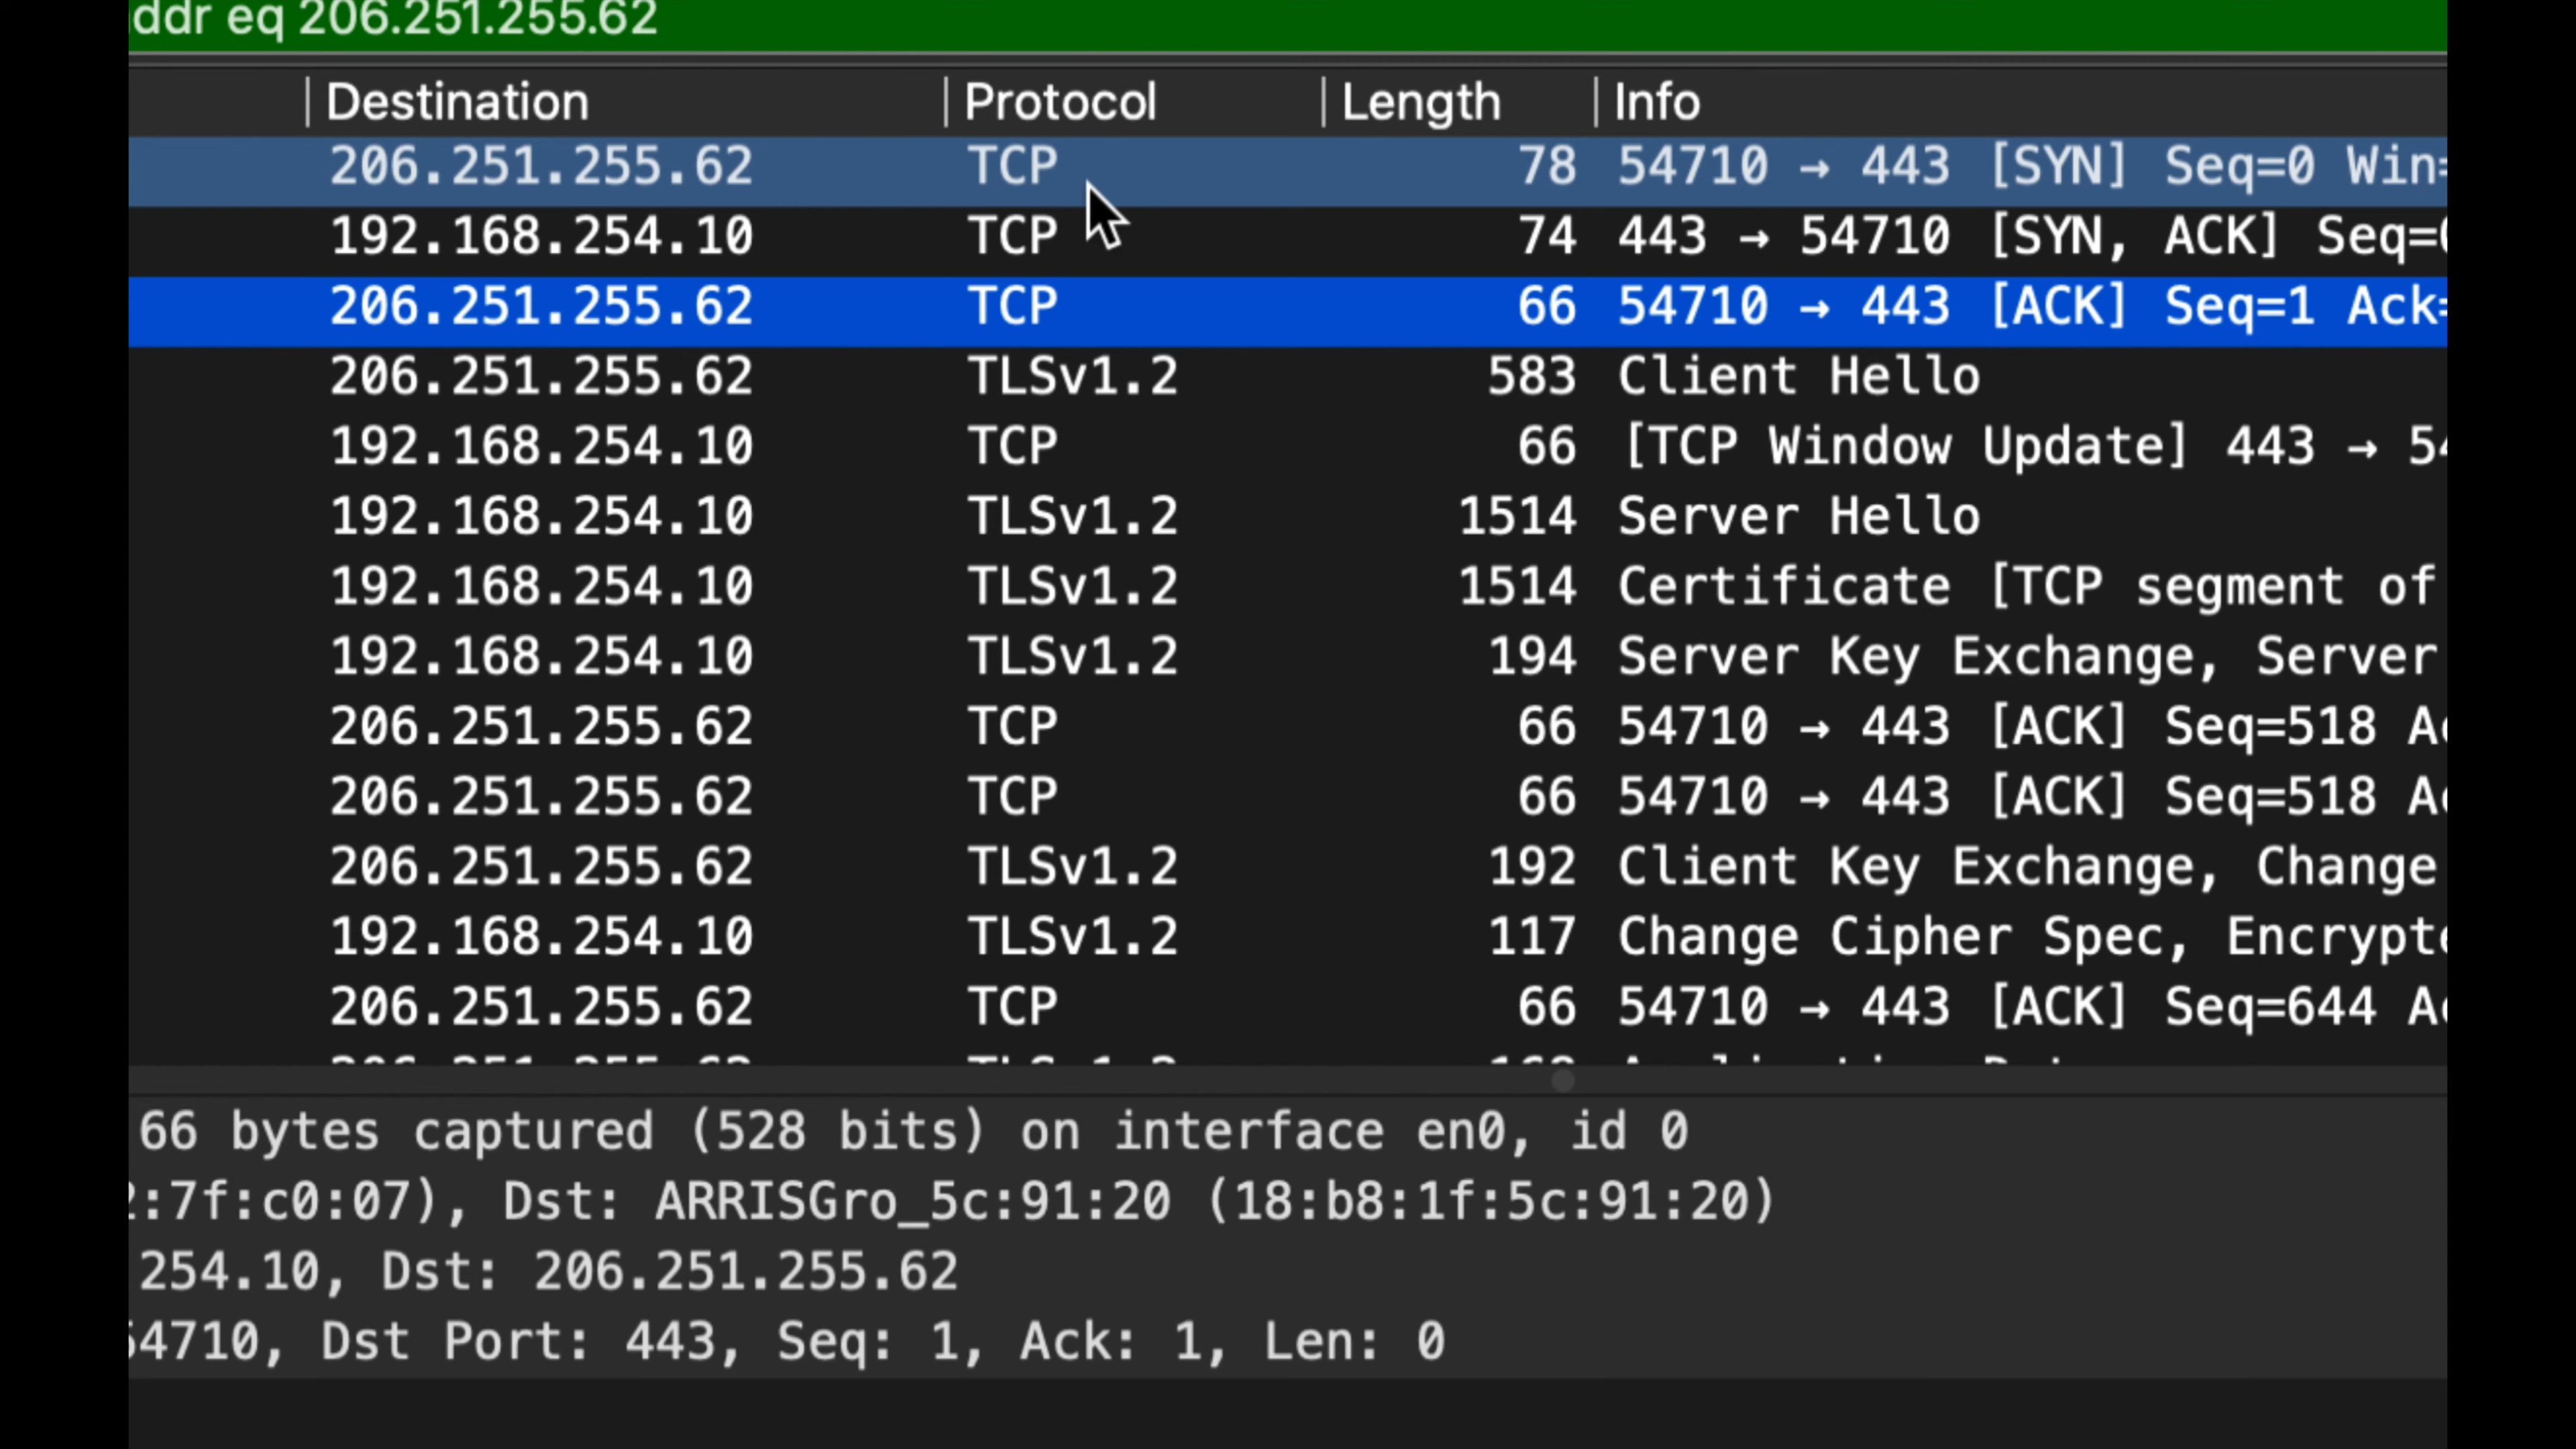 ddr eq 206.251.255.62
Destination Protocol Length Info
206.251.255.62 TCP 78 54710 → 443 [SYN] Seq=0 Win=
192.168.254.10 TCP 74 443 → 54710 [SYN, ACK] Seq=
206.251.255.62 TCP 66 54710 → 443 [ACK] Seq=1 Ack=
206.251.255.62 TLSv1.2 583 Client Hello
192.168.254.10 TCP 66 [TCP Window Update] 443 → 54
192.168.254.10 TLSv1.2 1514 Server Hello
192.168.254.10 TLSv1.2 1514 Certificate [TCP segment of
192.168.254.10 TLSv1.2 194 Server Key Exchange, Server
206.251.255.62 TCP 66 54710 → 443 [ACK] Seq=518 A
206.251.255.62 TCP 66 54710 → 443 [ACK] Seq=518 A
206.251.255.62 TLSv1.2 192 Client Key Exchange, Change
192.168.254.10 TLSv1.2 117 Change Cipher Spec, Encrypte
206.251.255.62 TCP 66 54710 → 443 [ACK] Seq=644 A
66 bytes captured (528 bits) on interface en0, id 0
:7f:c0:07), Dst: ARRISGro_5c:91:20 (18:b8:1f:5c:91:20)
254.10, Dst: 206.251.255.62
54710, Dst Port: 443, Seq: 1, Ack: 1, Len: 0